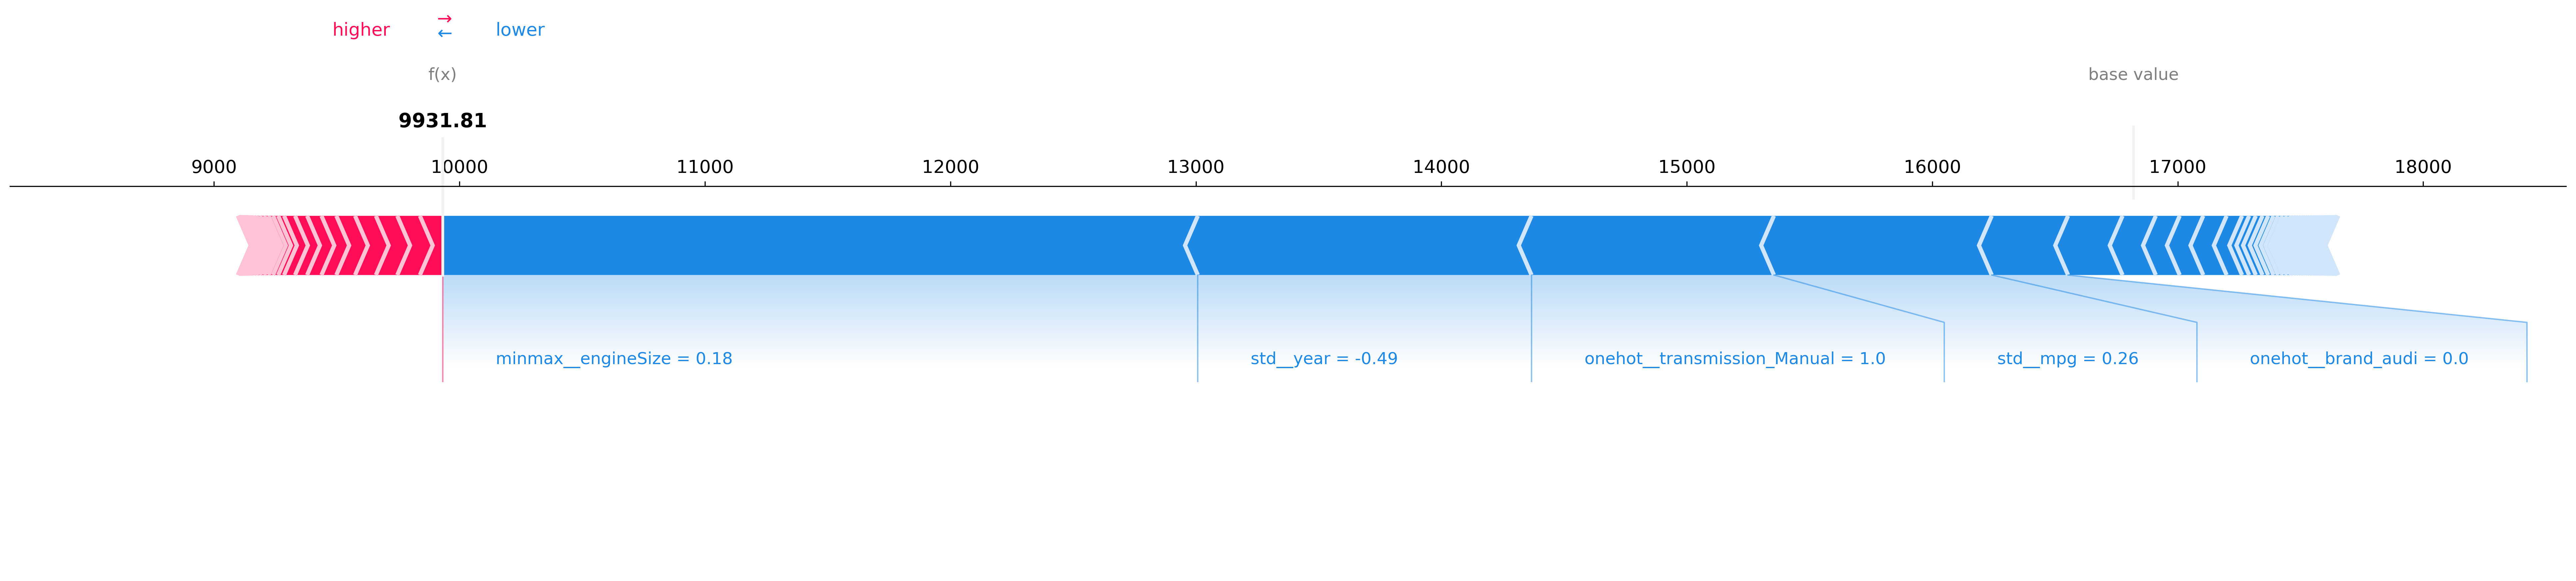 higher → lower
←
f(x) base value
9931.81
9000 10000 11000 12000 13000 14000 15000 16000 17000 18000
minmax__engineSize = 0.18 std__year = -0.49 onehot__transmission_Manual = 1.0 std__mpg = 0.26 onehot__brand_audi = 0.0